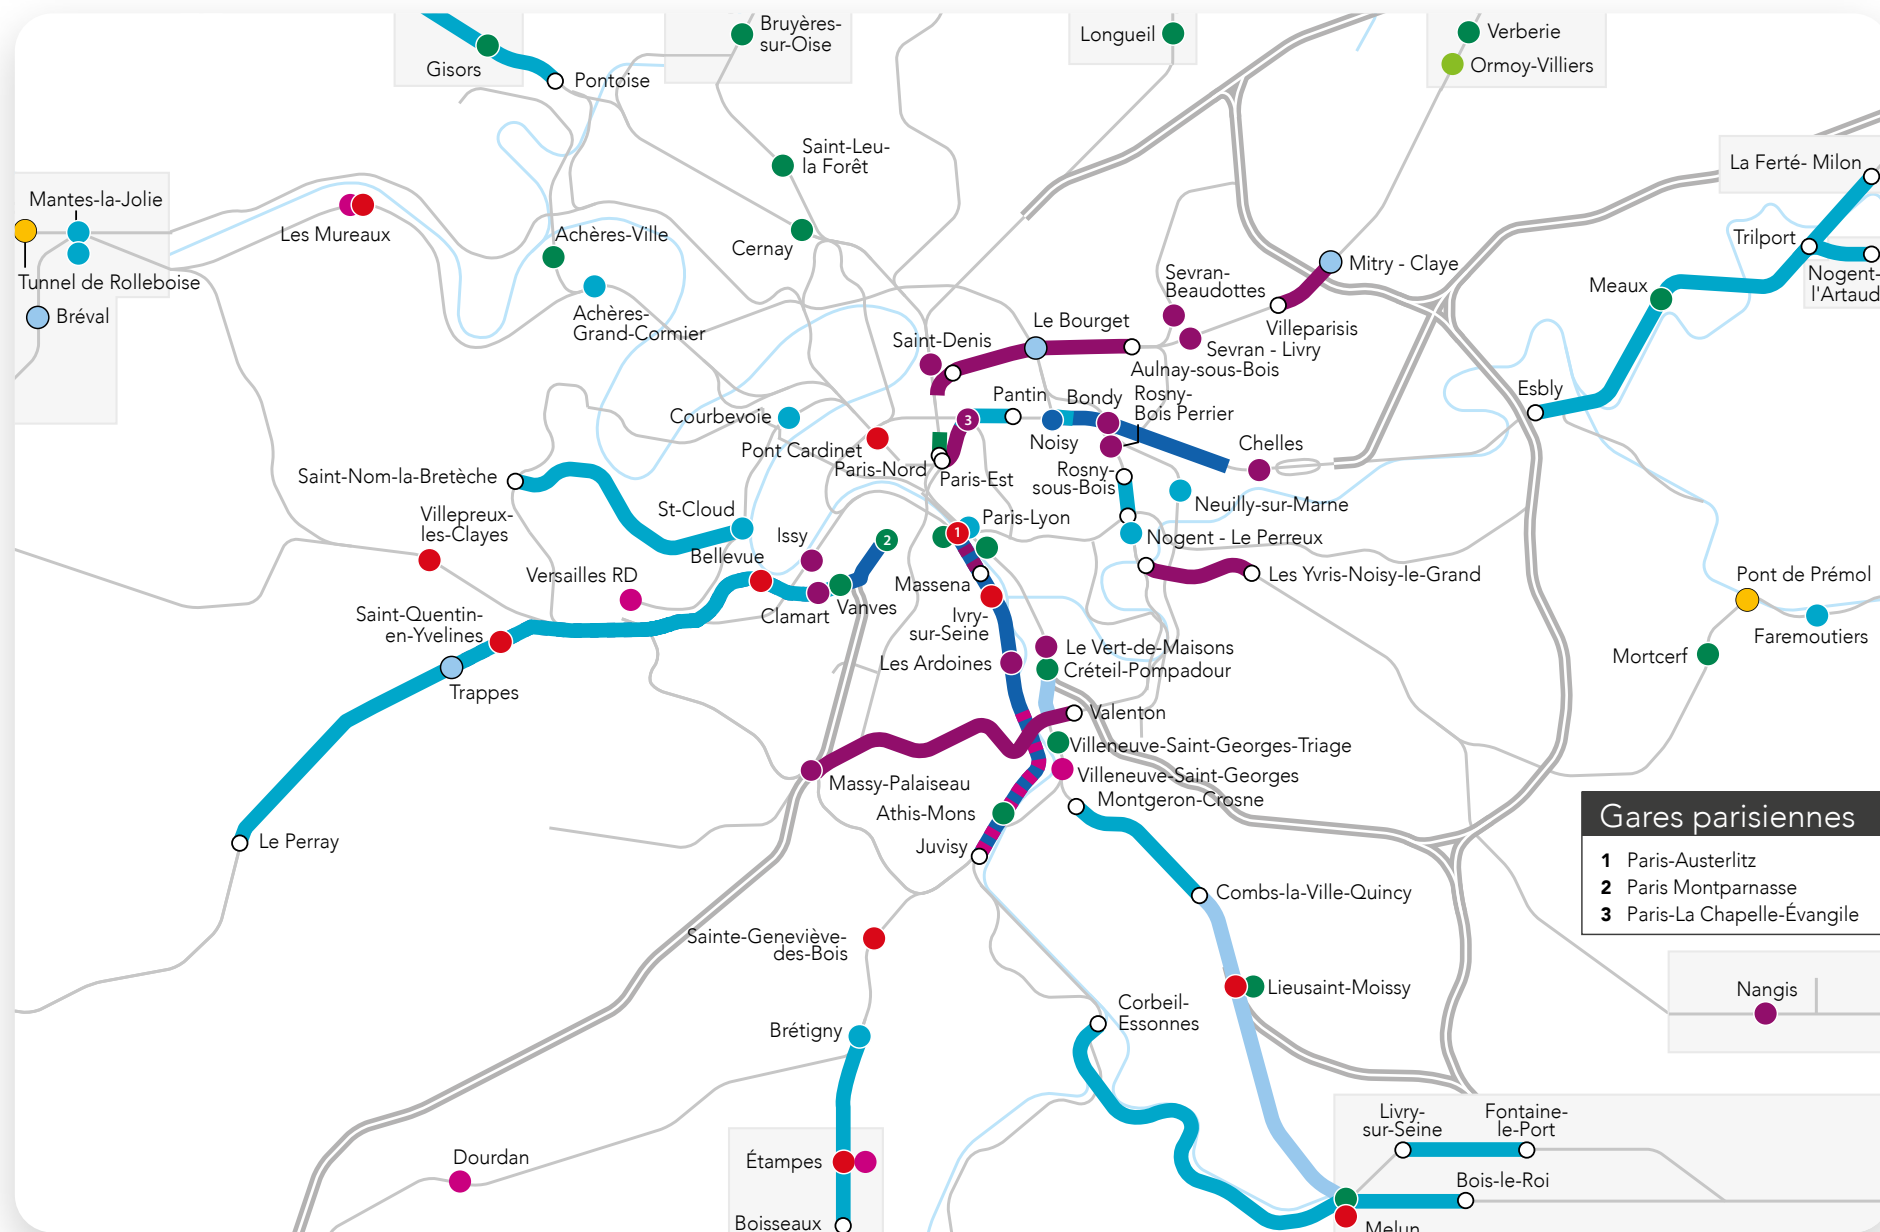 Bruyères-
sur-Oise
Longueil
Verberie
Ormoy-Villiers
Gisors
Pontoise
Saint-Leu-
la Forêt
La Ferté- Milon
Mantes-la-Jolie
Les Mureaux
Achères-Ville
Cernay
Trilport
Mitry - Claye
Sevran-
Beaudottes
Tunnel de Rolleboise
Nogent-
l'Artaud
Meaux
Bréval
Achères-
Grand-Cormier
Le Bourget
Villeparisis
Saint-Denis
Sevran - Livry
Aulnay-sous-Bois
Pantin
Bondy
Rosny-
Bois Perrier
Esbly
Courbevoie
3
Noisy
Chelles
Pont Cardinet
Paris-Nord
Paris-Est
Rosny-
sous-Bois
Saint-Nom-la-Bretèche
Neuilly-sur-Marne
St-Cloud
Paris-Lyon
Villepreux-
les-Clayes
Issy
2
1
Nogent - Le Perreux
Bellevue
Versailles RD
Massena
Les Yvris-Noisy-le-Grand
Pont de Prémol
Clamart
Vanves
Saint-Quentin-
en-Yvelines
Ivry-
sur-Seine
Faremoutiers
Le Vert-de-Maisons
Mortcerf
Les Ardoines
Créteil-Pompadour
Trappes
Valenton
Villeneuve-Saint-Georges-Triage
Massy-Palaiseau
Villeneuve-Saint-Georges
Montgeron-Crosne
Athis-Mons
Le Perray
Juvisy
Gares parisiennes
1 Paris-Austerlitz
2 Paris Montparnasse
3 Paris-La Chapelle-Évangile
Combs-la-Ville-Quincy
Sainte-Geneviève-
des-Bois
Lieusaint-Moissy
Nangis
Corbeil-
Essonnes
Brétigny
Livry-
sur-Seine
Fontaine-
le-Port
Dourdan
Étampes
Bois-le-Roi
Boisseaux
Melun